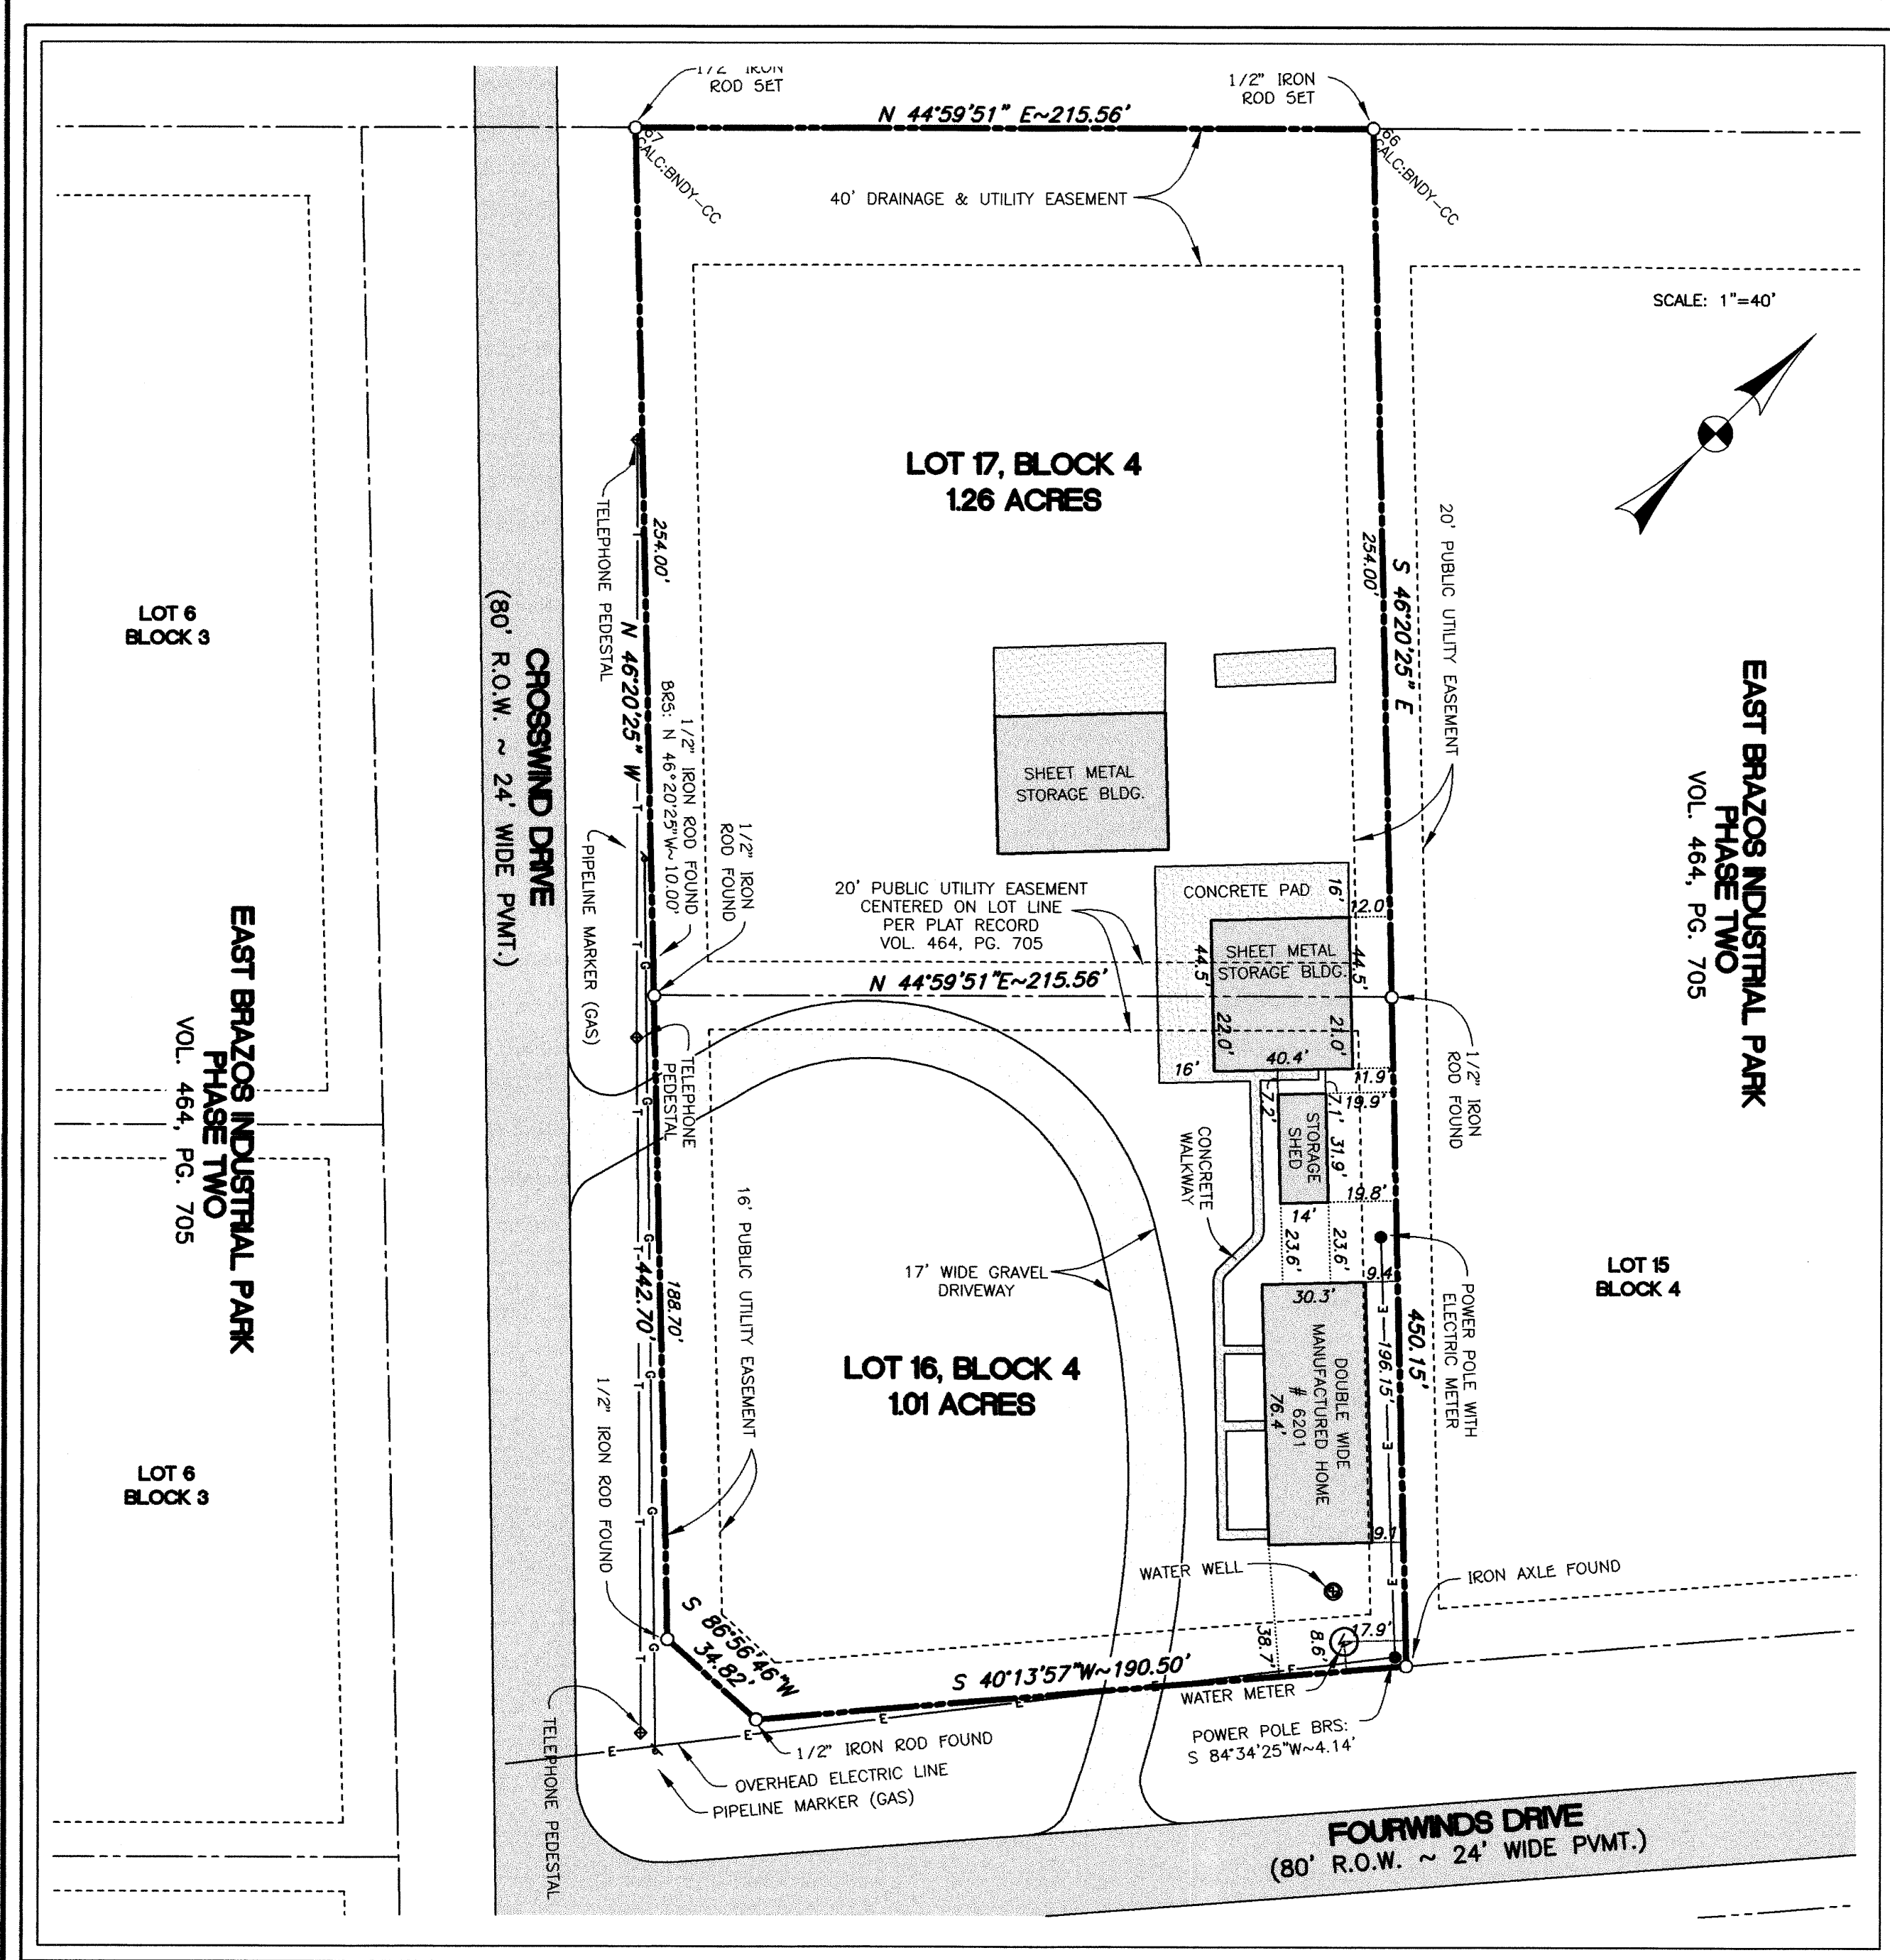 1/2" IRON
ROD SET
1/2" IRON
ROD SET
N 44°59'51" E~215.56'
67
CALC:BNDY-CC
66
CALC:BNDY-CC
40' DRAINAGE & UTILITY EASEMENT
SCALE: 1"=40'
LOT 17, BLOCK 4
1.26 ACRES
254.00'
TELEPHONE PEDESTAL
N 46°20'25" W
T
254.00'
S 46°20'25" E
20' PUBLIC UTILITY EASEMENT
LOT 6
BLOCK 3
CROSSWIND DRIVE
(80' R.O.W. ~ 24' WIDE PVMT.)
1/2" IRON ROD FOUND
BRS: N 46°20'25"W~10.00'
1/2" IRON
ROD FOUND
PIPELINE MARKER (GAS)
EAST BRAZOS INDUSTRIAL PARK
PHASE TWO
VOL. 464, PG. 705
SHEET METAL
STORAGE BLDG.
20' PUBLIC UTILITY EASEMENT
CENTERED ON LOT LINE
PER PLAT RECORD
VOL. 464, PG. 705
CONCRETE PAD
16'
12.0'
SHEET METAL
STORAGE BLDG.
44.5'
44.5'
N 44°59'51"E~215.56'
22.0'
21.0'
40.4'
16'
11.9'
19.9'
7.2'
7.1'
1/2" IRON
ROD FOUND
EAST BRAZOS INDUSTRIAL PARK
PHASE TWO
VOL. 464, PG. 705
TELEPHONE
PEDESTAL
CONCRETE
WALKWAY
STORAGE
SHED
31.9'
19.8'
14'
23.6'
23.6'
9.4'
30.3'
POWER POLE WITH
ELECTRIC METER
LOT 15
BLOCK 4
16' PUBLIC UTILITY EASEMENT
17' WIDE GRAVEL
DRIVEWAY
442.70'
188.70'
450.15'
196.15'
LOT 16, BLOCK 4
1.01 ACRES
DOUBLE WIDE
MANUFACTURED HOME
# 6201
76.4'
9.1'
LOT 6
BLOCK 3
1/2" IRON ROD FOUND
WATER WELL
IRON AXLE FOUND
S 86°56'46"W
34.82'
38.7'
8.6'
17.9'
S 40°13'57"W~190.50'
WATER METER
POWER POLE BRS:
S 84°34'25"W~4.14'
1/2" IRON ROD FOUND
OVERHEAD ELECTRIC LINE
PIPELINE MARKER (GAS)
TELEPHONE PEDESTAL
FOURWINDS DRIVE
(80' R.O.W. ~ 24' WIDE PVMT.)